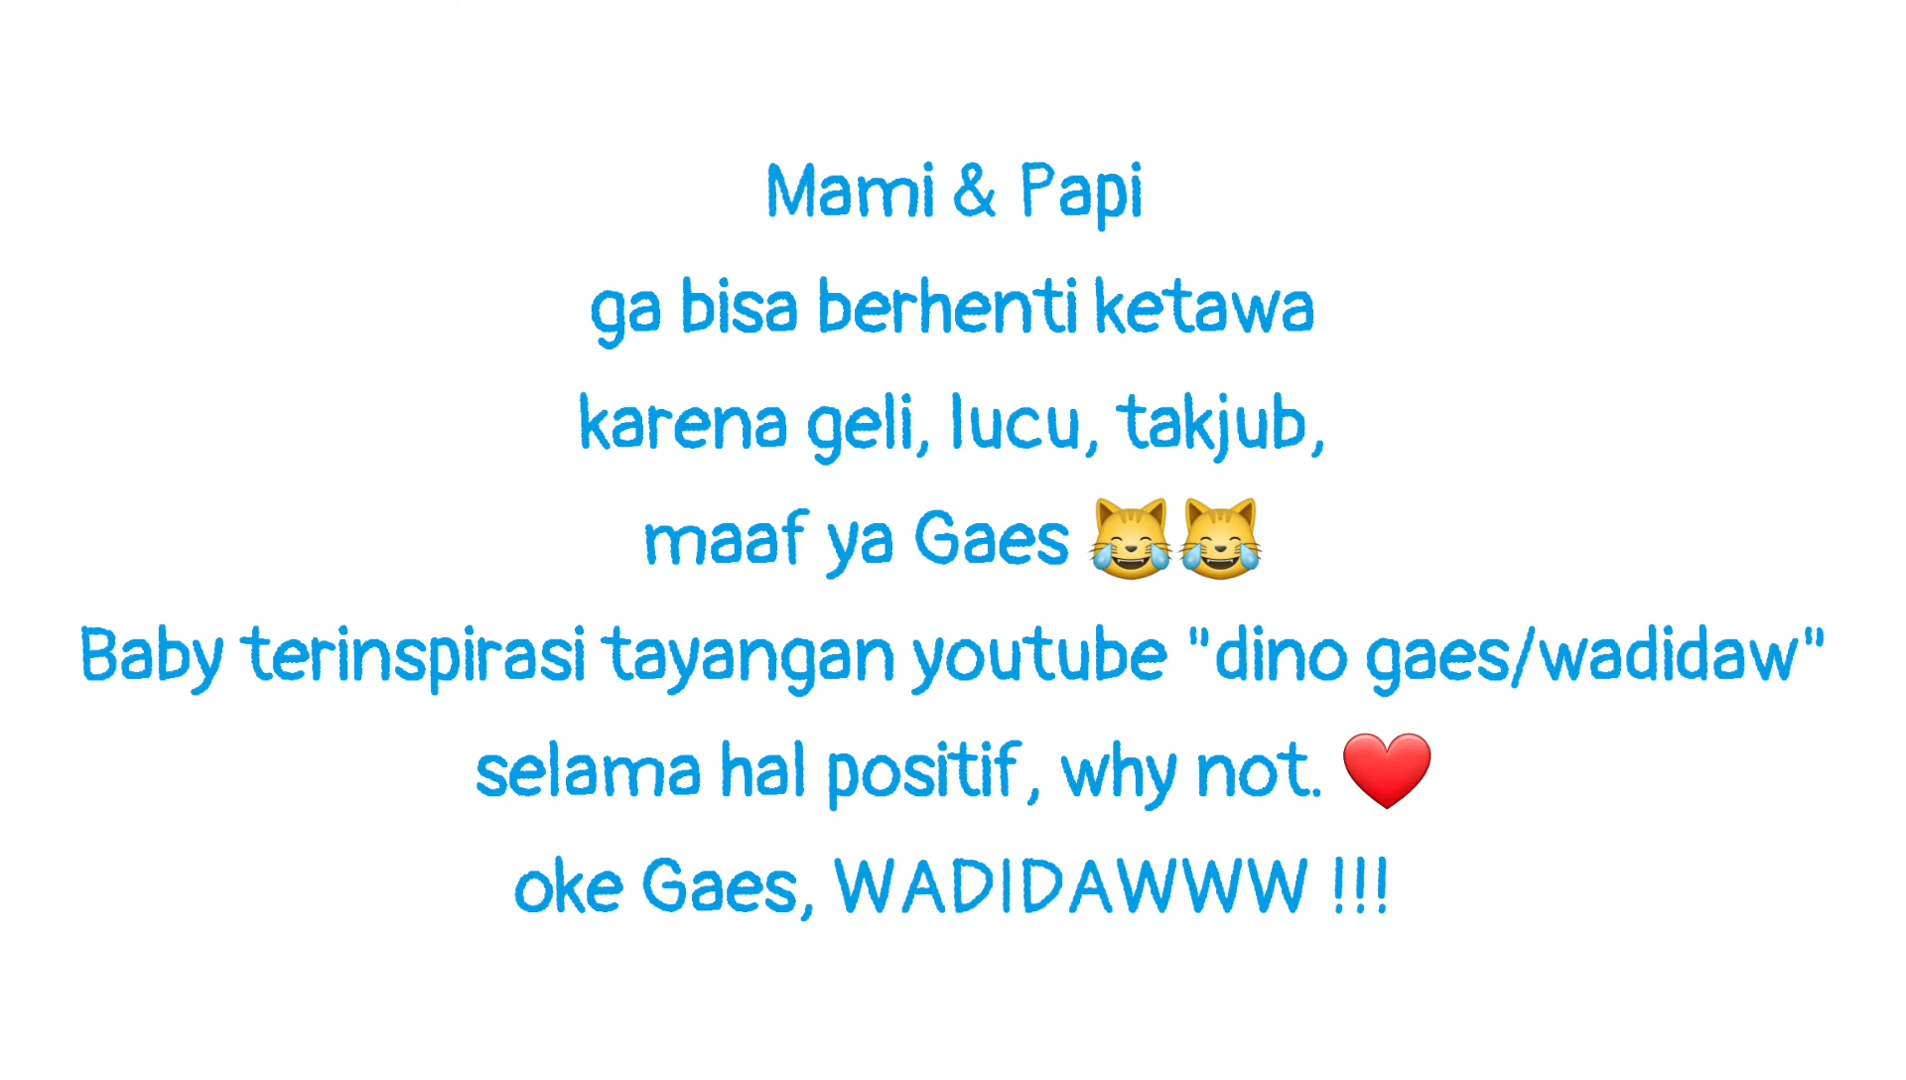 Mami & Papi
ga bisa berhenti ketawa
karena geli, lucu, takjub,
maaf ya Gaes 😹😹
Baby terinspirasi tayangan youtube "dino gaes/wadidaw"
selama hal positif, why not. ❤️
oke Gaes, WADIDAWWW !!!